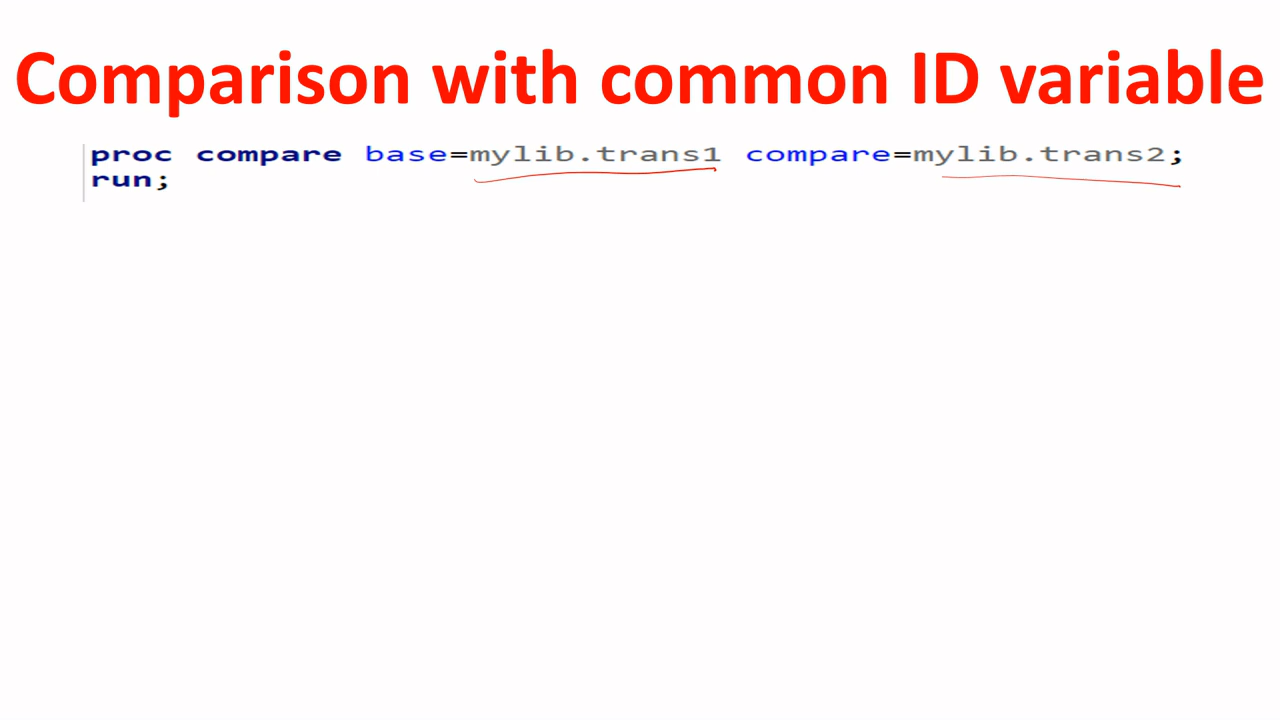 Comparison with common ID variable
proc compare base=mylib.trans1 compare=mylib.trans2;
run;